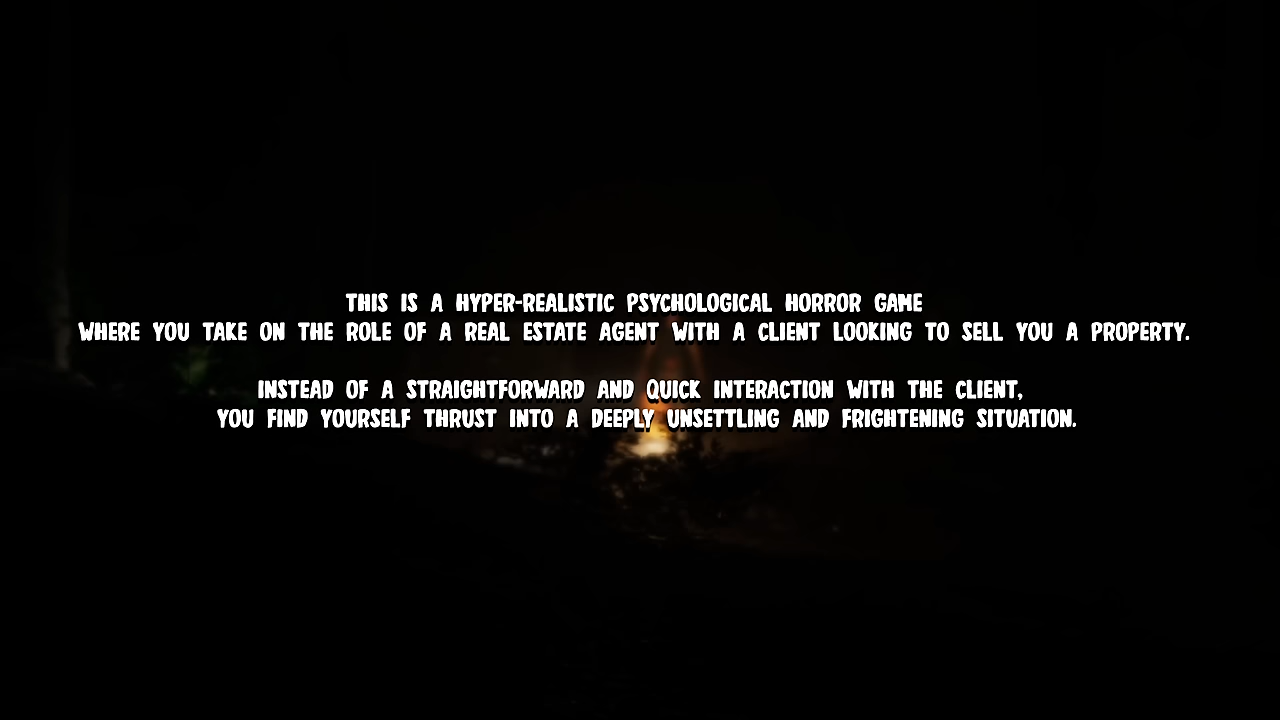 THIS IS A HYPER-REALISTIC PSYCHOLOGICAL HORROR GAME
WHERE YOU TAKE ON THE ROLE OF A REAL ESTATE AGENT WITH A CLIENT LOOKING TO SELL YOU A PROPERTY.
INSTEAD OF A STRAIGHTFORWARD AND QUICK INTERACTION WITH THE CLIENT,
YOU FIND YOURSELF THRUST INTO A DEEPLY UNSETTLING AND FRIGHTENING SITUATION.